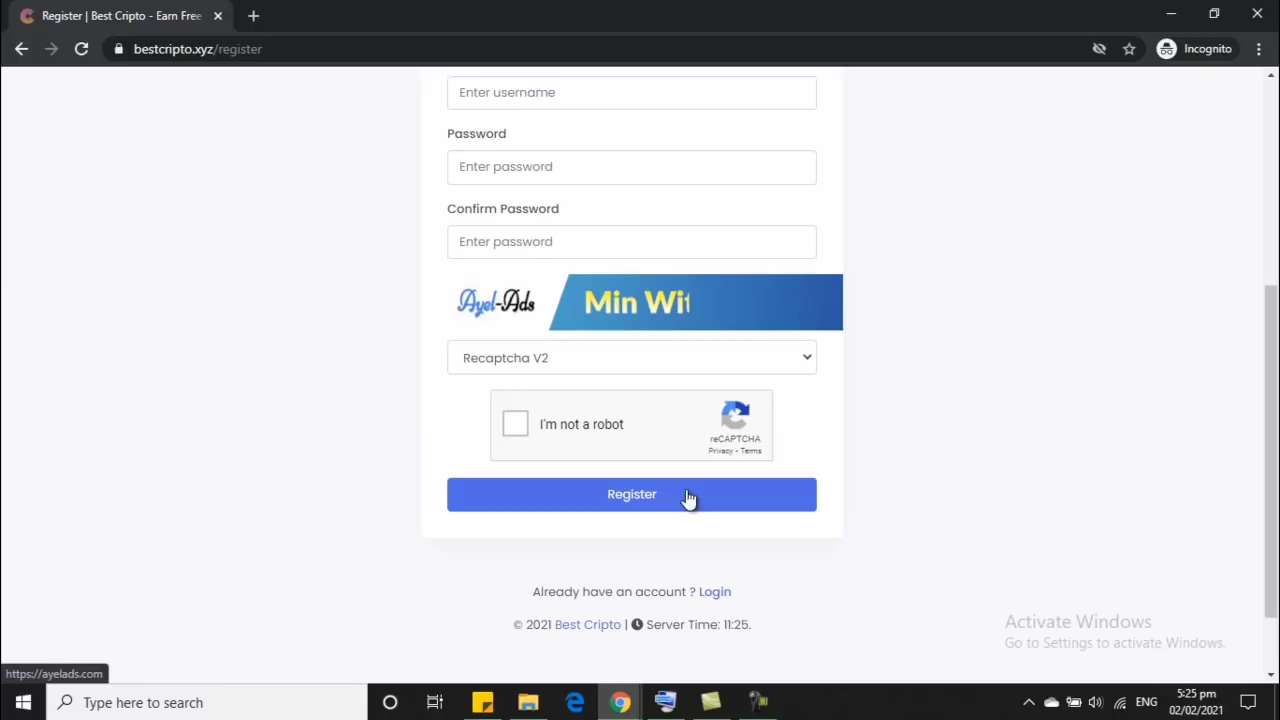 Register | Best Cripto - Earn Free
bestcripto.xyz/register
Incognito
Enter username
Password
Enter password
Confirm Password
Enter password
Ayel-Ads
Min Wit
Recaptcha V2
I'm not a robot
reCAPTCHA
Privacy - Terms
Register
Already have an account ? Login
© 2021 Best Cripto | Server Time: 11:25.
Activate Windows
Go to Settings to activate Windows.
https://ayelads.com
Type here to search
ENG
5:25 pm
02/02/2021